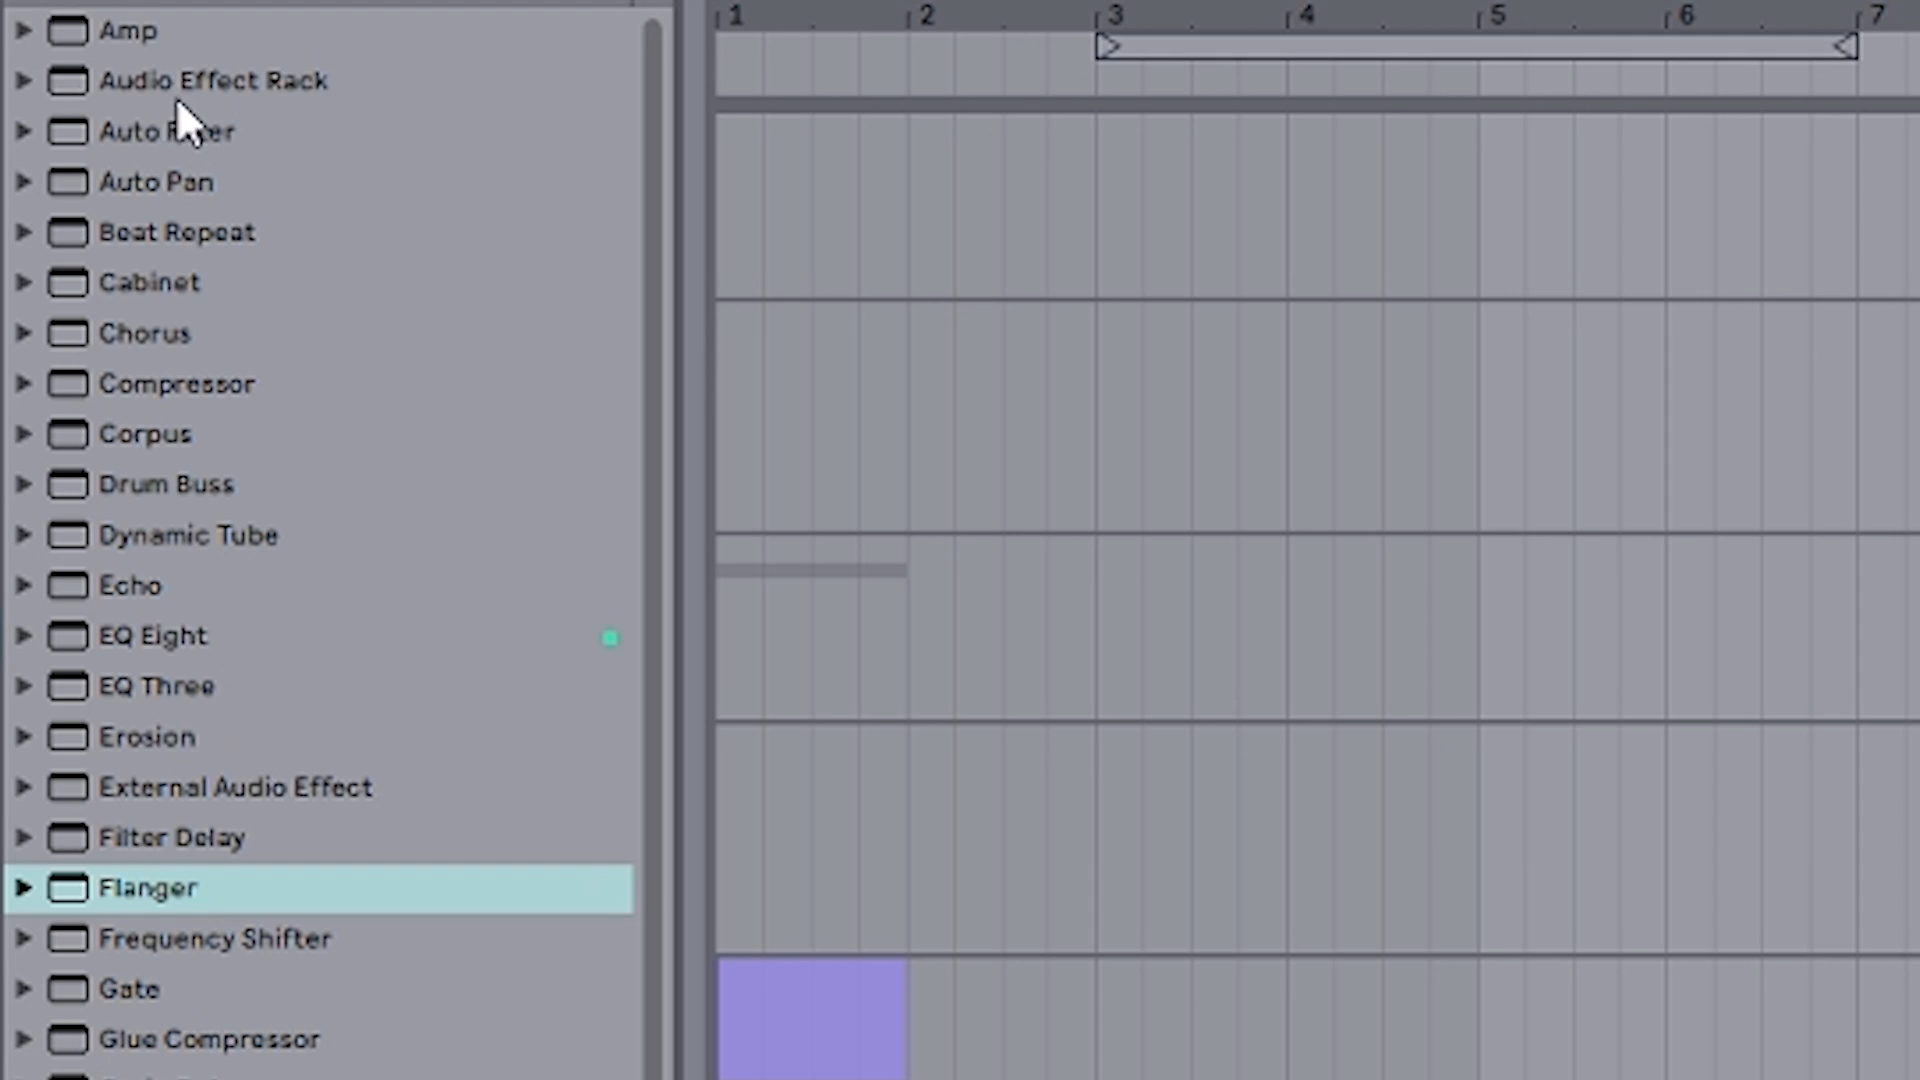 1 2 3 4 5 6 7
Amp
Audio Effect Rack
Auto
Auto Pan
Beat Repeat
Cabinet
Chorus
Compressor
Corpus
Drum Buss
Dynamic Tube
Echo
EQ Eight
EQ Three
Erosion
External Audio Effect
Filter Delay
Flanger
Frequency Shifter
Gate
Glue Compressor